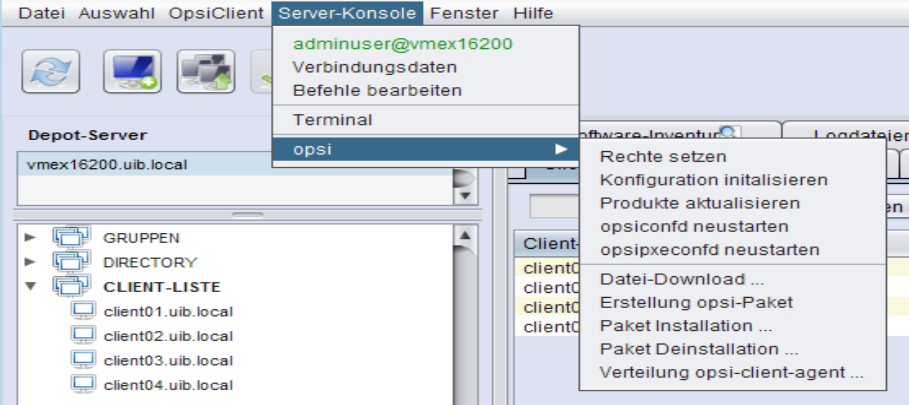 Datei Auswahl OpsiClient Server-Konsole Fenster Hilfe
adminuser@vmex16200
Verbindungsdaten
Befehle bearbeiten
Terminal
opsi
Depot-Server
vmex16200.uib.local
GRUPPEN
DIRECTORY
CLIENT-LISTE
client01.uib.local
client02.uib.local
client03.uib.local
client04.uib.local
Logdateien
Rechte setzen
Konfiguration initalisieren
Produkte aktualisieren
opsiconfd neustarten
opsipxeconfd neustarten
Datei-Download ...
Erstellung opsi-Paket
Paket Installation ...
Paket Deinstallation ...
Verteilung opsi-client-agent ...
Client-
client0
client0
client0
client0